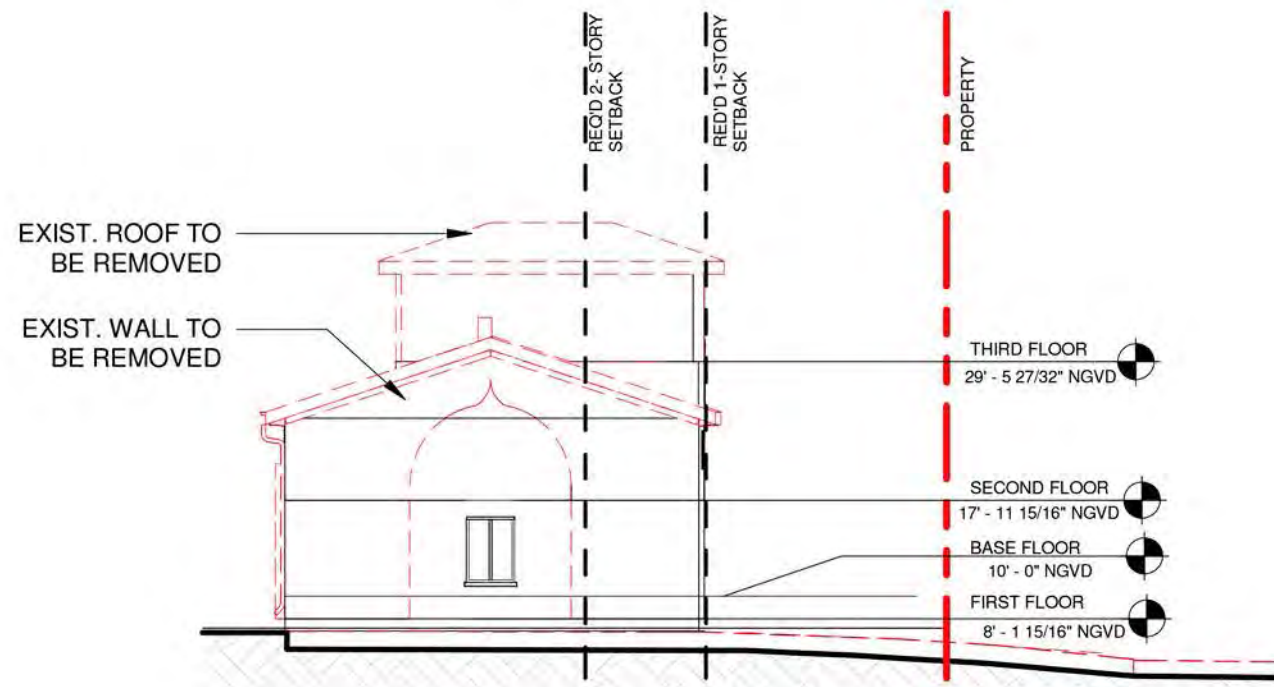 REQ'D 2- STORY
SETBACK
RED'D 1-STORY
SETBACK
PROPERTY
EXIST. ROOF TO
BE REMOVED
EXIST. WALL TO
BE REMOVED
THIRD FLOOR
29' - 5 27/32" NGVD
SECOND FLOOR
17' - 11 15/16" NGVD
BASE FLOOR
10' - 0" NGVD
FIRST FLOOR
8' - 1 15/16" NGVD